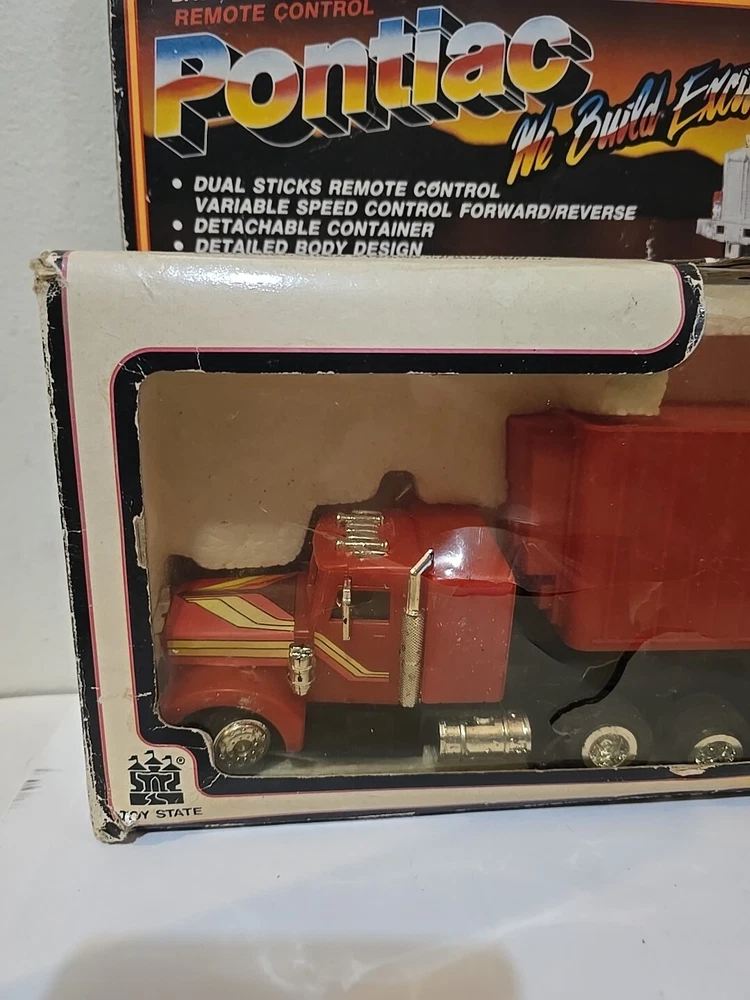 REMOTE CONTROL
Pontiac
We Build
• DUAL STICKS REMOTE CONTROL
VARIABLE SPEED CONTROL FORWARD/REVERSE
• DETACHABLE CONTAINER
• DETAILED BODY DESIGN
®
TOY STATE